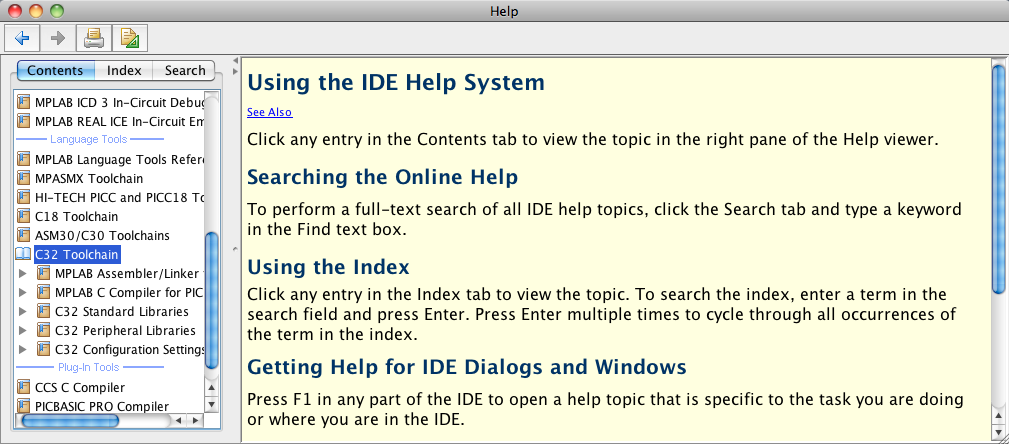 Help
Contents
Index
Search
MPLAB ICD 3 In-Circuit Debug
MPLAB REAL ICE In-Circuit Em
Language Tools
MPLAB Language Tools Refere
MPASMX Toolchain
HI-TECH PICC and PICC18 To
C18 Toolchain
ASM30/C30 Toolchains
C32 Toolchain
MPLAB Assembler/Linker
MPLAB C Compiler for PIC
C32 Standard Libraries
C32 Peripheral Libraries
C32 Configuration Settings
Plug-In Tools
CCS C Compiler
PICBASIC PRO Compiler
Using the IDE Help System
See Also
Click any entry in the Contents tab to view the topic in the right pane of the Help viewer.
Searching the Online Help
To perform a full-text search of all IDE help topics, click the Search tab and type a keyword
in the Find text box.
Using the Index
Click any entry in the Index tab to view the topic. To search the index, enter a term in the
search field and press Enter. Press Enter multiple times to cycle through all occurrences of
the term in the index.
Getting Help for IDE Dialogs and Windows
Press F1 in any part of the IDE to open a help topic that is specific to the task you are doing
or where you are in the IDE.